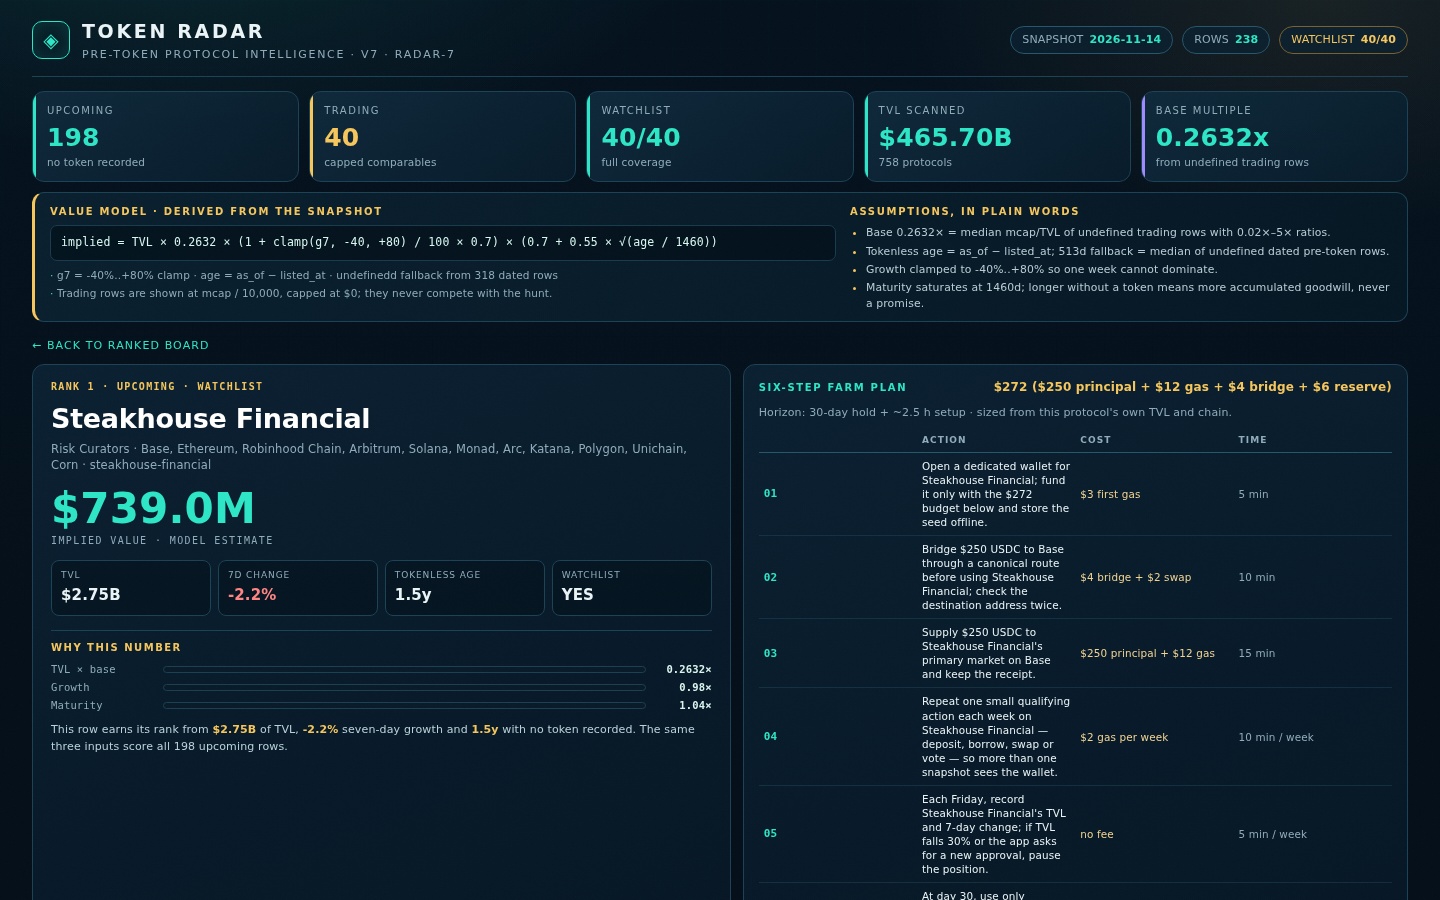 ◈
TOKEN RADAR
PRE-TOKEN PROTOCOL INTELLIGENCE · V7 · RADAR-7
SNAPSHOT 2026-11-14
ROWS 238
WATCHLIST 40/40
UPCOMING
198
no token recorded
TRADING
40
capped comparables
WATCHLIST
40/40
full coverage
TVL SCANNED
$465.70B
758 protocols
BASE MULTIPLE
0.2632x
from undefined trading rows
VALUE MODEL · DERIVED FROM THE SNAPSHOT
implied = TVL × 0.2632 × (1 + clamp(g7, -40, +80) / 100 × 0.7) × (0.7 + 0.55 × √(age / 1460))
· g7 = -40%..+80% clamp · age = as_of − listed_at · undefinedd fallback from 318 dated rows
· Trading rows are shown at mcap / 10,000, capped at $0; they never compete with the hunt.
ASSUMPTIONS, IN PLAIN WORDS
• Base 0.2632× = median mcap/TVL of undefined trading rows with 0.02×–5× ratios.
• Tokenless age = as_of − listed_at; 513d fallback = median of undefined dated pre-token rows.
• Growth clamped to -40%..+80% so one week cannot dominate.
• Maturity saturates at 1460d; longer without a token means more accumulated goodwill, never
a promise.
← BACK TO RANKED BOARD
RANK 1 · UPCOMING · WATCHLIST
Steakhouse Financial
Risk Curators · Base, Ethereum, Robinhood Chain, Arbitrum, Solana, Monad, Arc, Katana, Polygon, Unichain,
Corn · steakhouse-financial
$739.0M
IMPLIED VALUE · MODEL ESTIMATE
TVL
$2.75B
7D CHANGE
-2.2%
TOKENLESS AGE
1.5y
WATCHLIST
YES
WHY THIS NUMBER
TVL × base 0.2632×
Growth 0.98×
Maturity 1.04×
This row earns its rank from $2.75B of TVL, -2.2% seven-day growth and 1.5y with no token recorded. The same
three inputs score all 198 upcoming rows.
SIX-STEP FARM PLAN
$272 ($250 principal + $12 gas + $4 bridge + $6 reserve)
Horizon: 30-day hold + ~2.5 h setup · sized from this protocol's own TVL and chain.
ACTION COST TIME
01
Open a dedicated wallet for
Steakhouse Financial; fund
it only with the $272
budget below and store the
seed offline.
$3 first gas
5 min
02
Bridge $250 USDC to Base
through a canonical route
before using Steakhouse
Financial; check the
destination address twice.
$4 bridge + $2 swap
10 min
03
Supply $250 USDC to
Steakhouse Financial's
primary market on Base
and keep the receipt.
$250 principal + $12 gas
15 min
04
Repeat one small qualifying
action each week on
Steakhouse Financial —
deposit, borrow, swap or
vote — so more than one
snapshot sees the wallet.
$2 gas per week
10 min / week
05
Each Friday, record
Steakhouse Financial's TVL
and 7-day change; if TVL
falls 30% or the app asks
for a new approval, pause
the position.
no fee
5 min / week
At day 30, use only